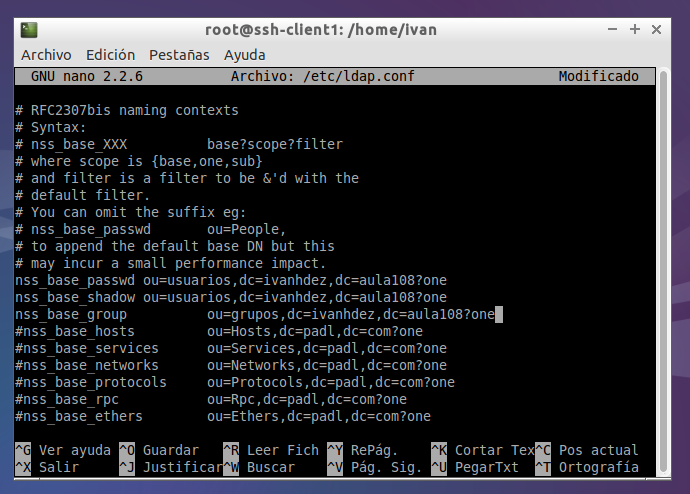 root@ssh-client1: /home/ivan
Archivo Edición Pestañas Ayuda
GNU nano 2.2.6 Archivo: /etc/ldap.conf Modificado
# RFC2307bis naming contexts
# Syntax:
# nss_base_XXX base?scope?filter
# where scope is {base,one,sub}
# and filter is a filter to be &'d with the
# default filter.
# You can omit the suffix eg:
# nss_base_passwd ou=People,
# to append the default base DN but this
# may incur a small performance impact.
nss_base_passwd ou=usuarios,dc=ivanhdez,dc=aula108?one
nss_base_shadow ou=usuarios,dc=ivanhdez,dc=aula108?one
nss_base_group ou=grupos,dc=ivanhdez,dc=aula108?one
#nss_base_hosts ou=Hosts,dc=padl,dc=com?one
#nss_base_services ou=Services,dc=padl,dc=com?one
#nss_base_networks ou=Networks,dc=padl,dc=com?one
#nss_base_protocols ou=Protocols,dc=padl,dc=com?one
#nss_base_rpc ou=Rpc,dc=padl,dc=com?one
#nss_base_ethers ou=Ethers,dc=padl,dc=com?one
^G Ver ayuda ^O Guardar ^R Leer Fich ^Y RePág. ^K Cortar Tex ^C Pos actual
^X Salir ^J Justificar ^W Buscar ^V Pág. Sig. ^U PegarTxt ^T Ortografía